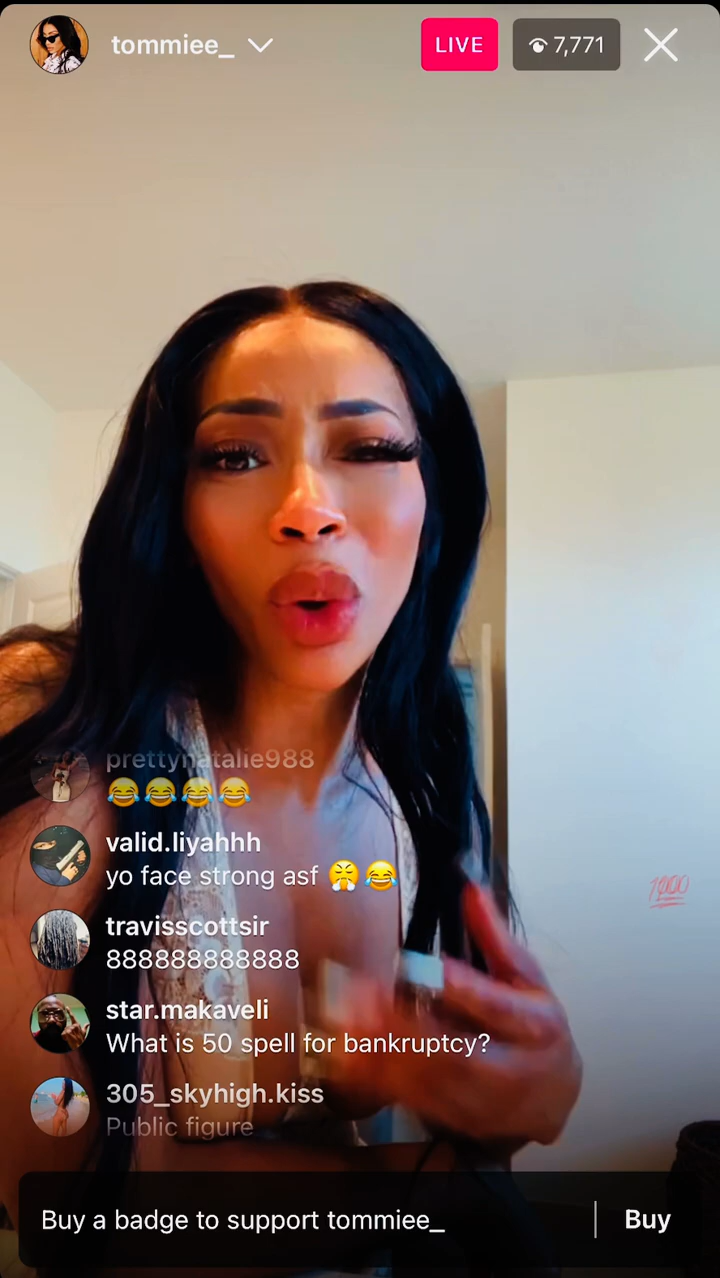 tommiee_
LIVE
7,771
prettynatalie988
😂😂😂😂
valid.liyahhh
yo face strong asf 😤😂
travisscottsir
888888888888
star.makaveli
What is 50 spell for bankruptcy?
305_skyhigh.kiss
Public figure
Buy a badge to support tommiee_
Buy